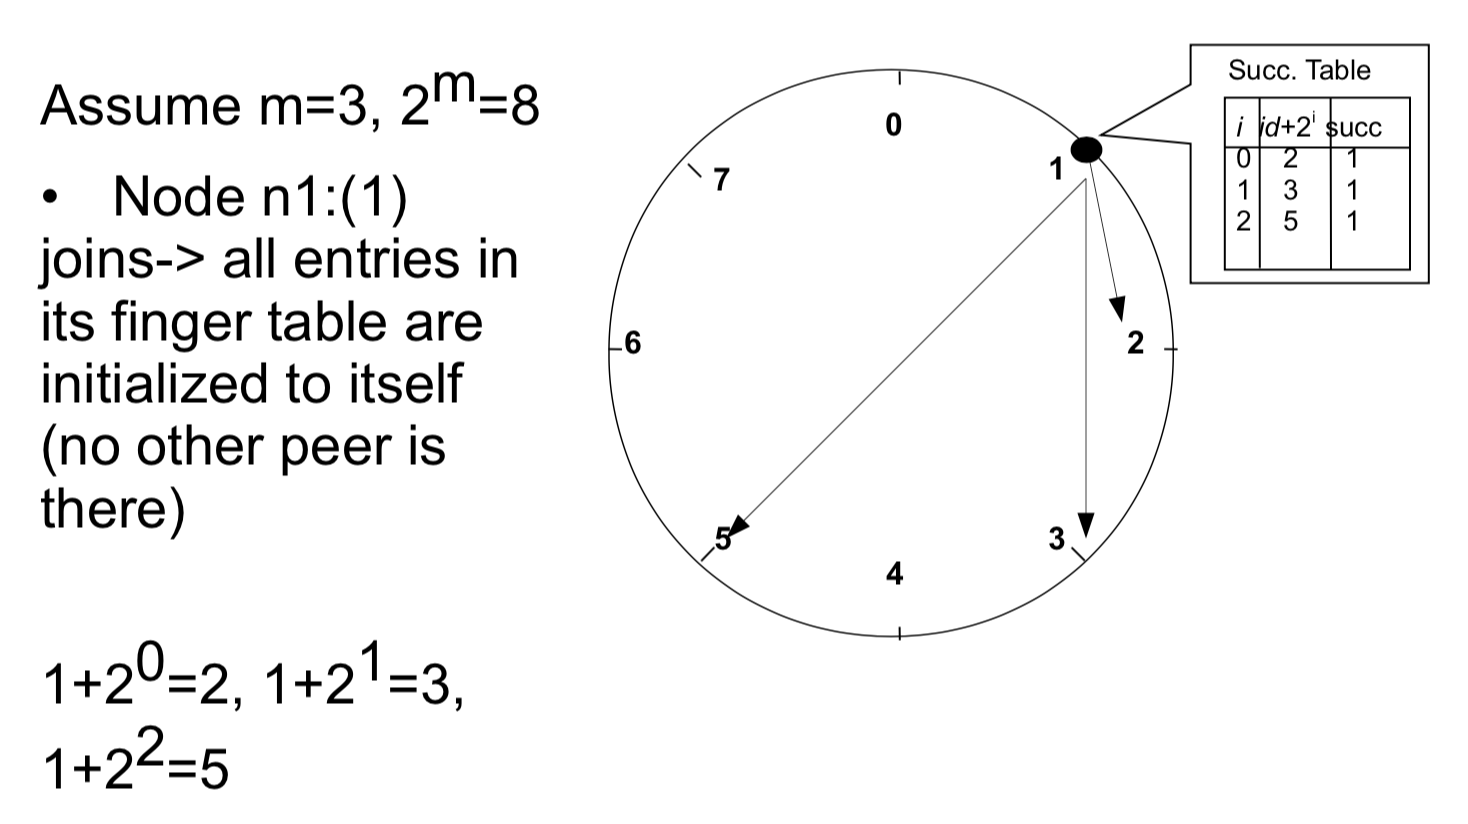 Assume m=3, 2^m=8
• Node n1:(1)
joins-> all entries in
its finger table are
initialized to itself
(no other peer is
there)
1+2^0=2, 1+2^1=3,
1+2^2=5
0
1
2
3
4
5
6
7
Succ. Table
i id+2^i succ
0 2 1
1 3 1
2 5 1